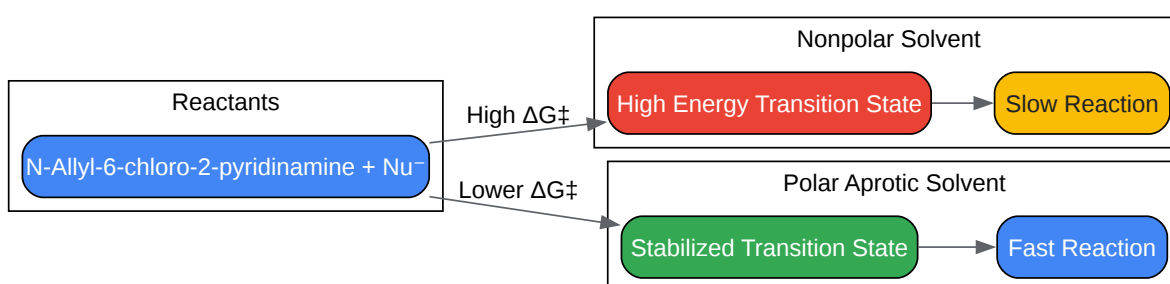 Reactants
N-Allyl-6-chloro-2-pyridinamine + Nu⁻
High ΔG‡
Lower ΔG‡
Nonpolar Solvent
High Energy Transition State
Slow Reaction
Polar Aprotic Solvent
Stabilized Transition State
Fast Reaction